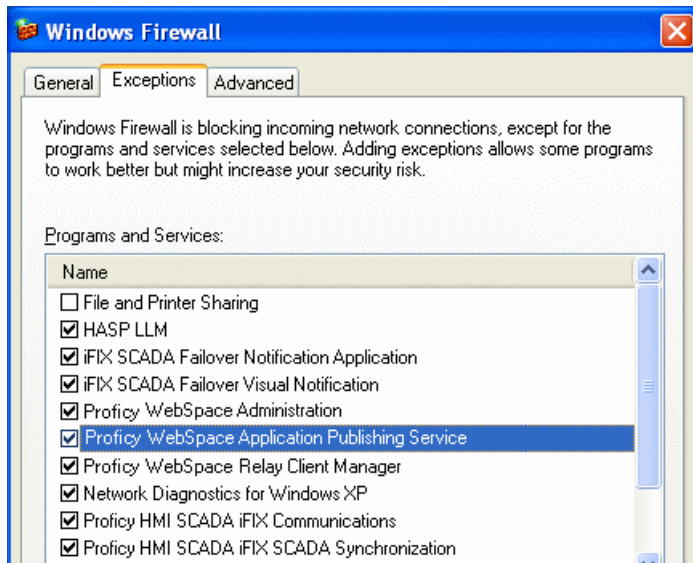 Windows Firewall
General Exceptions Advanced
Windows Firewall is blocking incoming network connections, except for the
programs and services selected below. Adding exceptions allows some programs
to work better but might increase your security risk.
Programs and Services:
Name
File and Printer Sharing
HASP LLM
iFIX SCADA Failover Notification Application
iFIX SCADA Failover Visual Notification
Proficy WebSpace Administration
Proficy WebSpace Application Publishing Service
Proficy WebSpace Relay Client Manager
Network Diagnostics for Windows XP
Proficy HMI SCADA iFIX Communications
Proficy HMI SCADA iFIX SCADA Synchronization